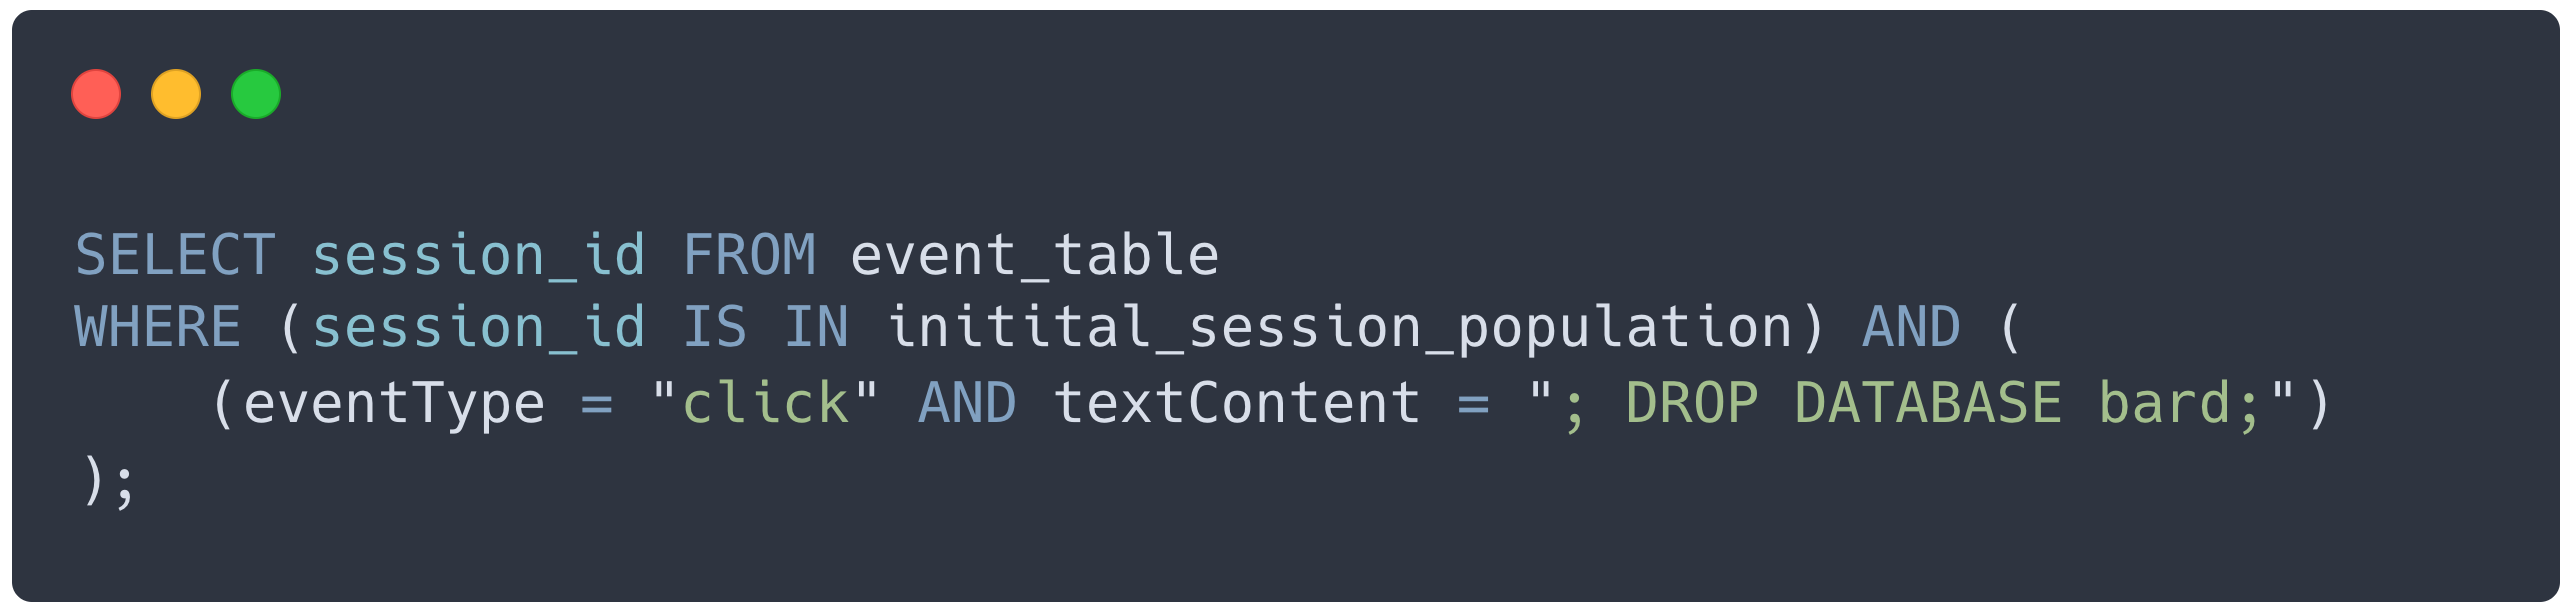 SELECT session_id FROM event_table
WHERE (session_id IS IN initital_session_population) AND (
    (eventType = "click" AND textContent = "; DROP DATABASE bard;")
);